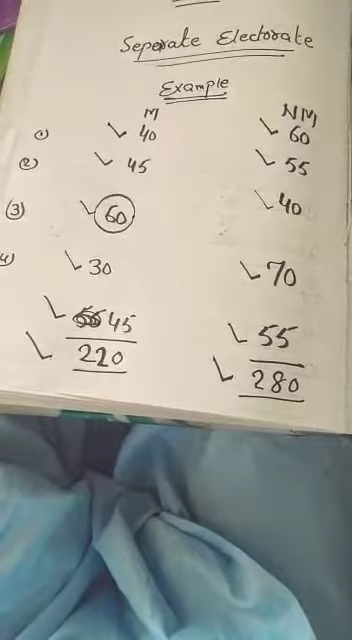 Seperate Electorate
Example
M NM
(1) ✓ 40 ✓ 60
(2) ✓ 45 ✓ 55
(3) ✓ 60 ✓ 40
4) ✓ 30 ✓ 70
✓ 45 ✓ 55
✓ 220 ✓ 280